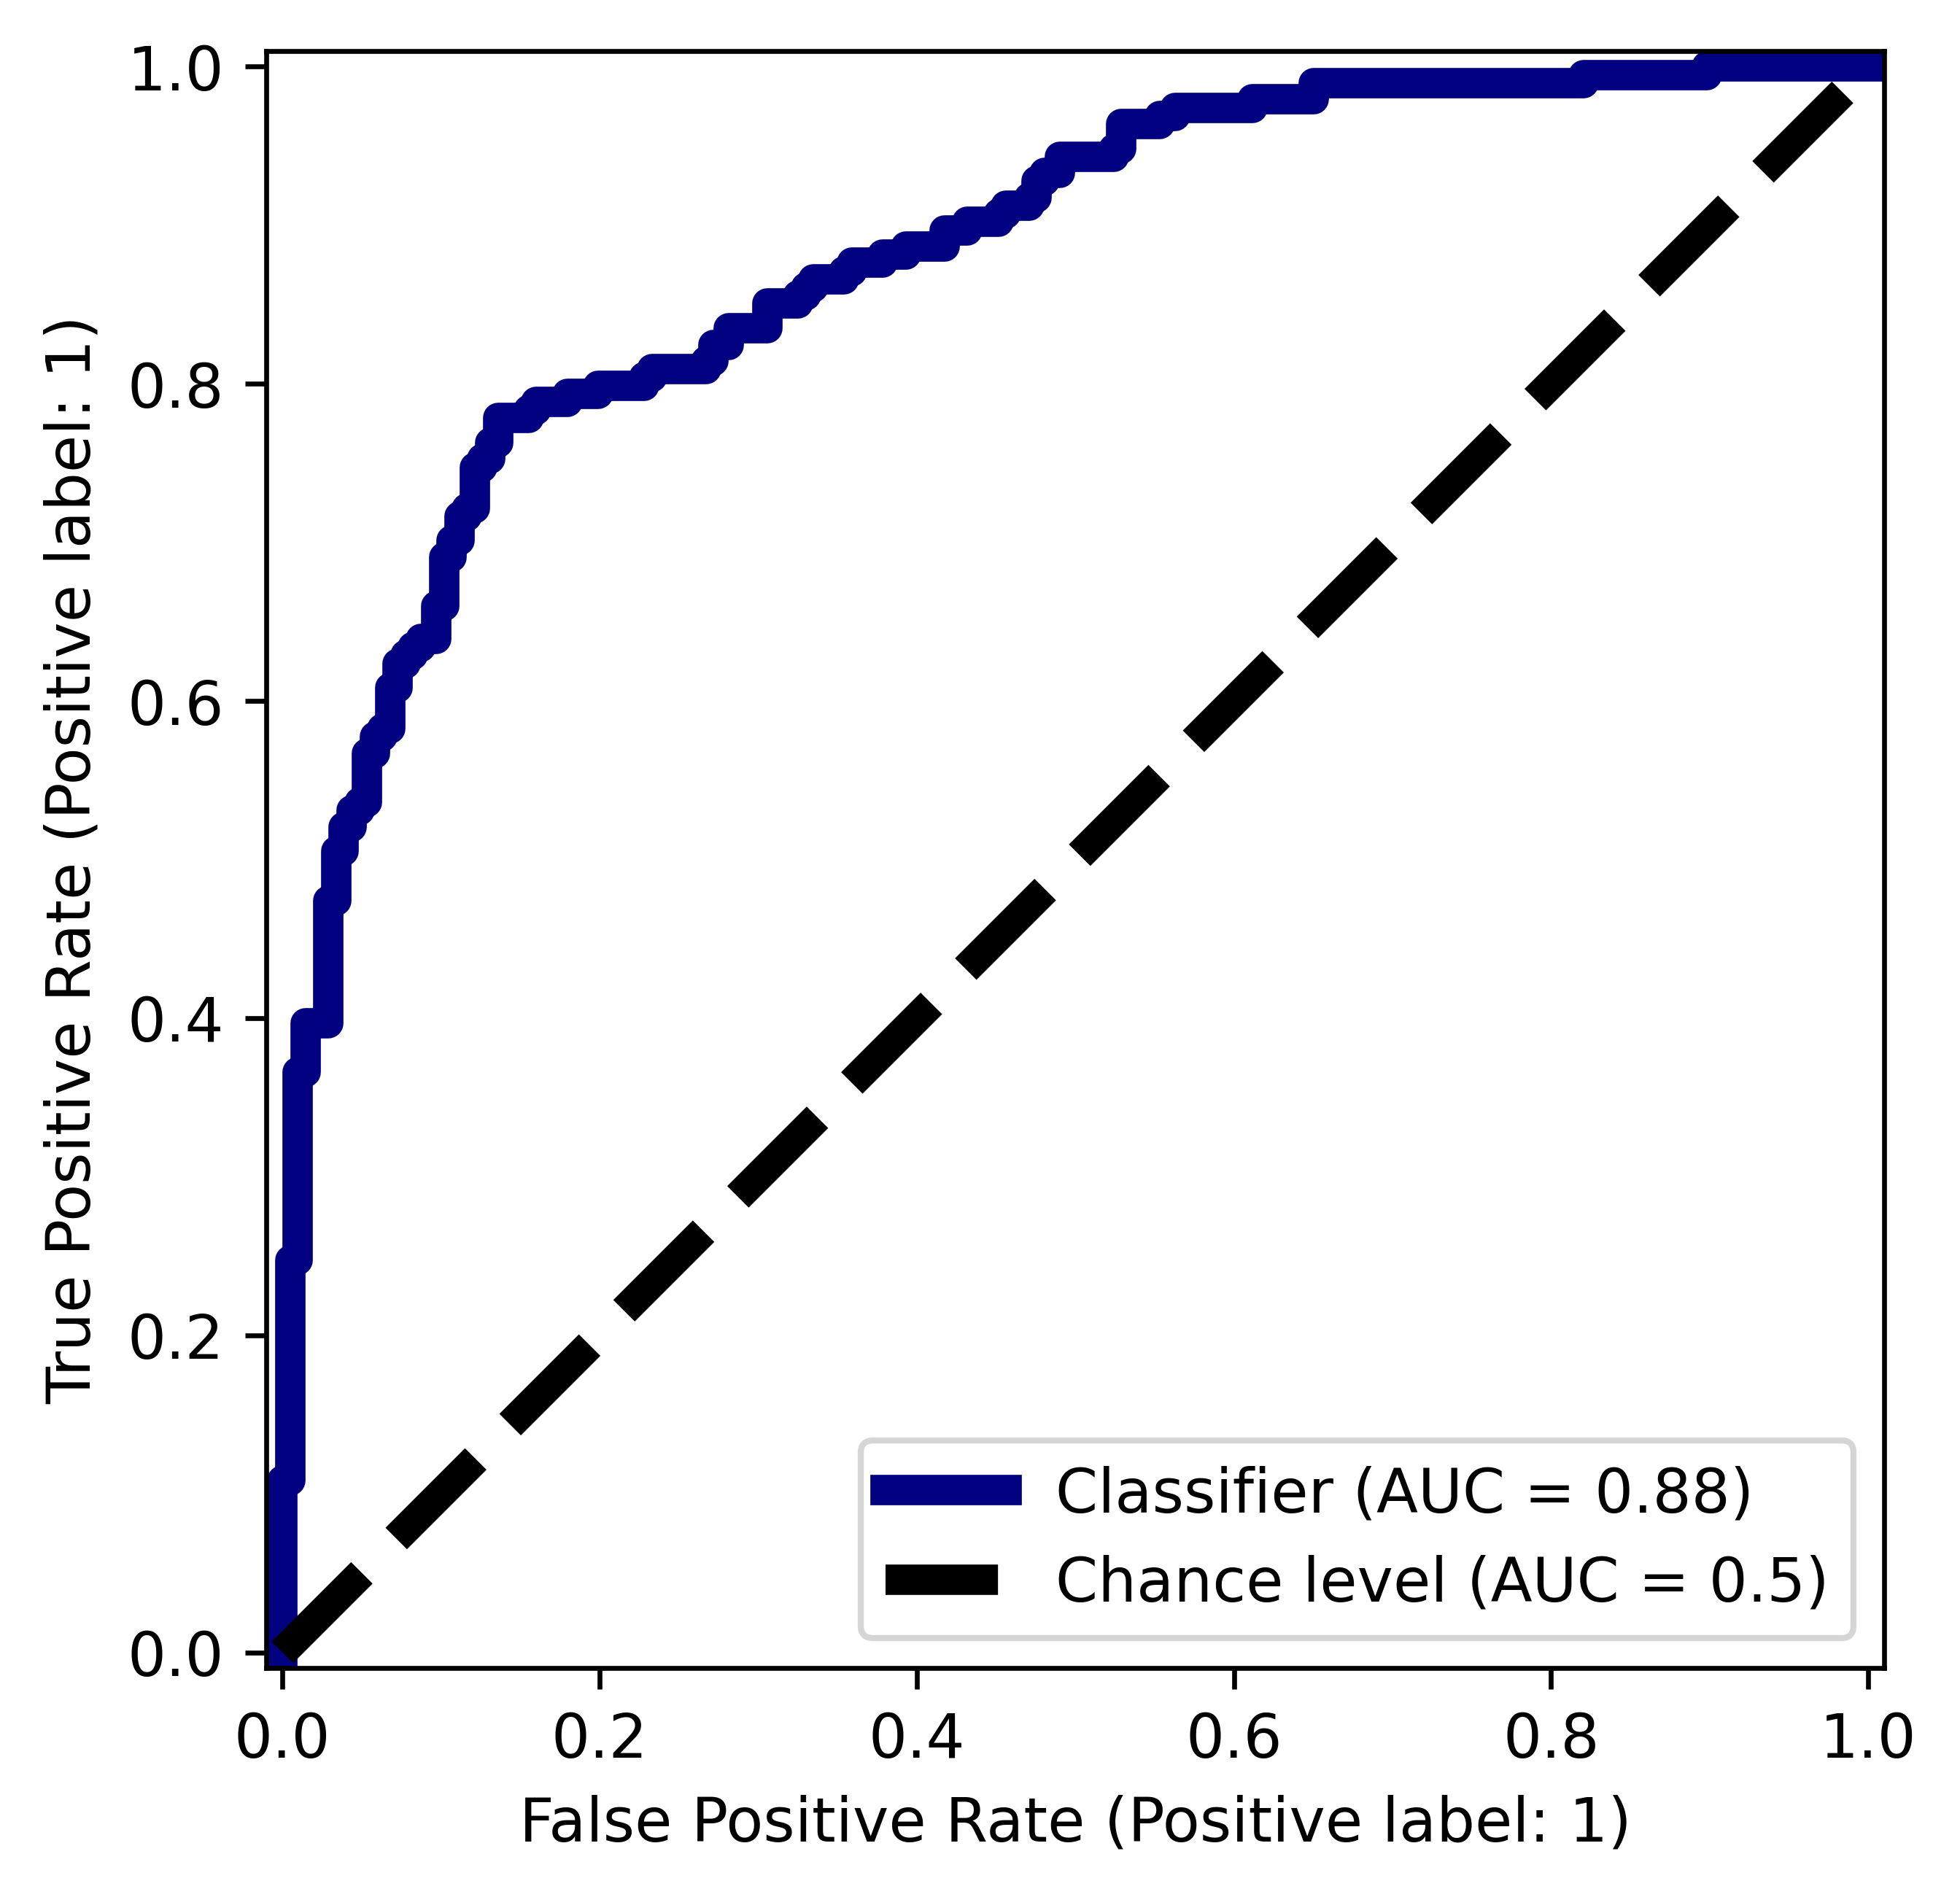 1.0
0.8
0.6
0.4
0.2
0.0
True Positive Rate (Positive label: 1)
Classifier (AUC = 0.88)
Chance level (AUC = 0.5)
0.0 0.2 0.4 0.6 0.8 1.0
False Positive Rate (Positive label: 1)